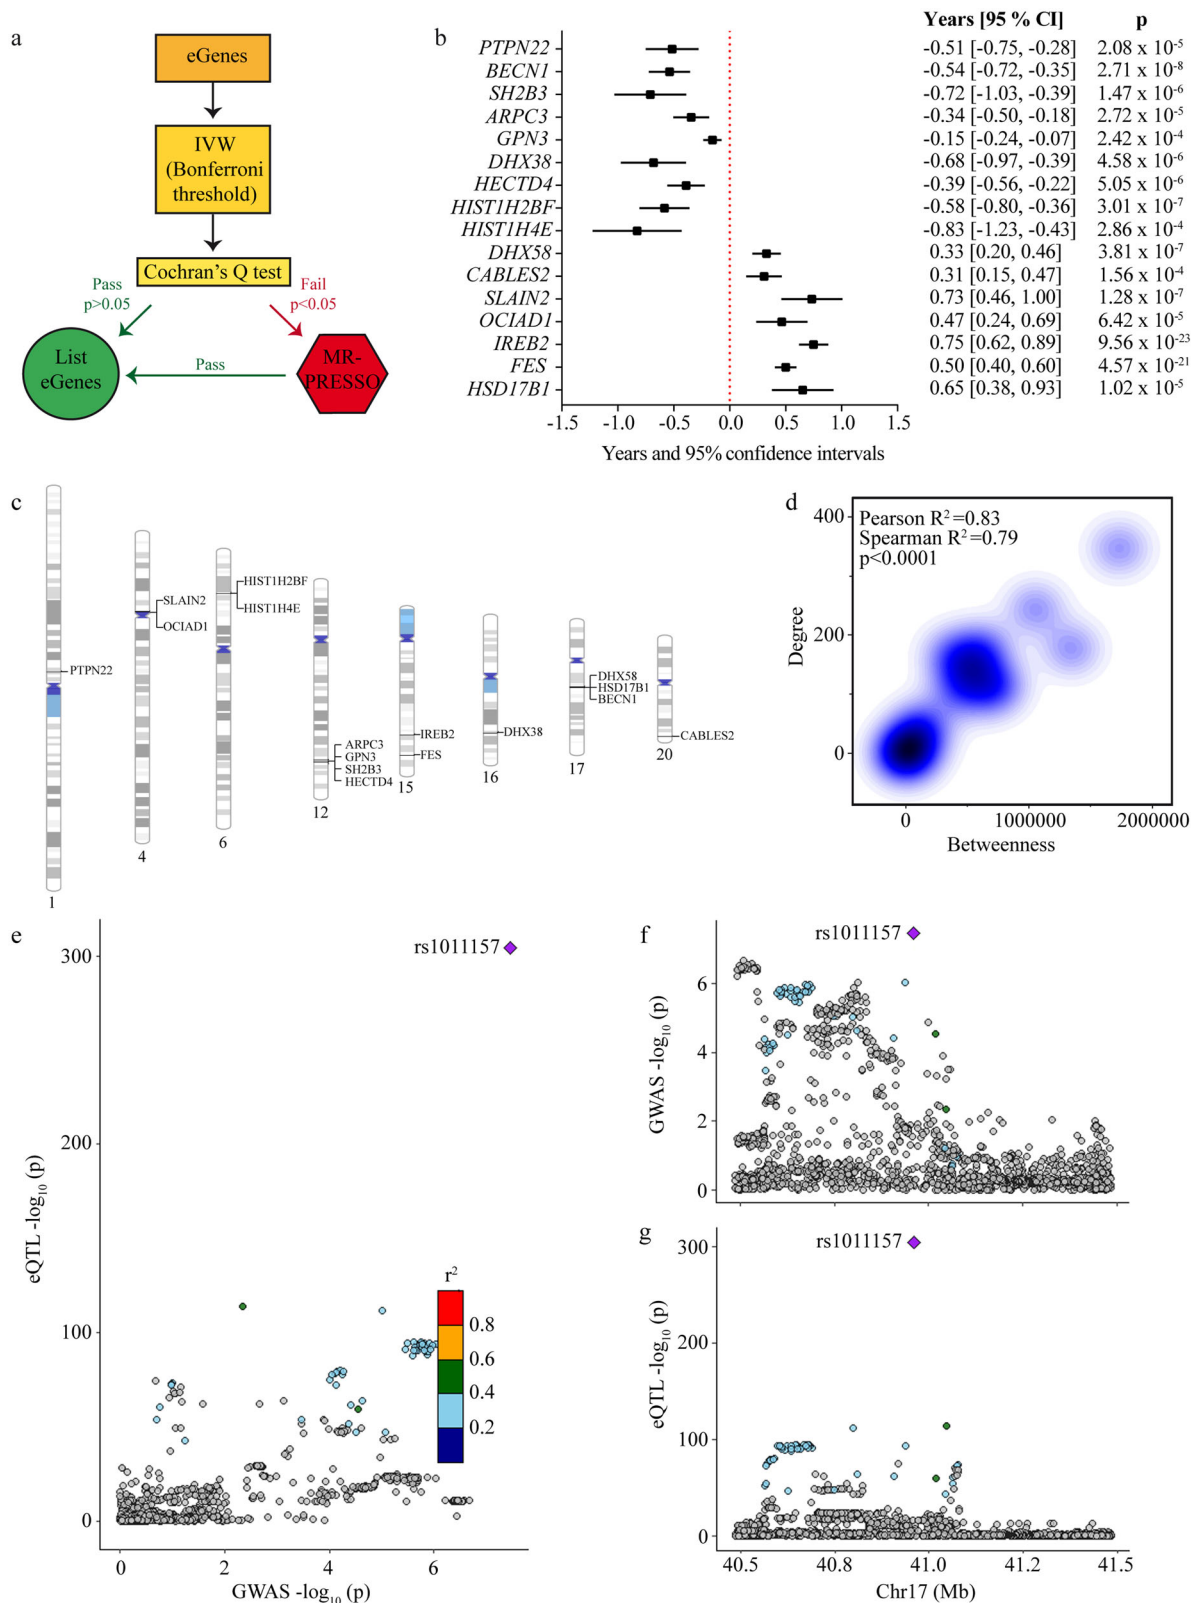 a
eGenes
IVW
(Bonferroni
threshold)
Cochran's Q test
Pass
p>0.05
Fail
p<0.05
List
eGenes
Pass
MR-
PRESSO
b
Years [95 % CI] p
PTPN22 -0.51 [-0.75, -0.28] 2.08 x 10-5
BECN1 -0.54 [-0.72, -0.35] 2.71 x 10-8
SH2B3 -0.72 [-1.03, -0.39] 1.47 x 10-6
ARPC3 -0.34 [-0.50, -0.18] 2.72 x 10-5
GPN3 -0.15 [-0.24, -0.07] 2.42 x 10-4
DHX38 -0.68 [-0.97, -0.39] 4.58 x 10-6
HECTD4 -0.39 [-0.56, -0.22] 5.05 x 10-6
HIST1H2BF -0.58 [-0.80, -0.36] 3.01 x 10-7
HIST1H4E -0.83 [-1.23, -0.43] 2.86 x 10-4
DHX58 0.33 [0.20, 0.46] 3.81 x 10-7
CABLES2 0.31 [0.15, 0.47] 1.56 x 10-4
SLAIN2 0.73 [0.46, 1.00] 1.28 x 10-7
OCIAD1 0.47 [0.24, 0.69] 6.42 x 10-5
IREB2 0.75 [0.62, 0.89] 9.56 x 10-23
FES 0.50 [0.40, 0.60] 4.57 x 10-21
HSD17B1 0.65 [0.38, 0.93] 1.02 x 10-5
-1.5 -1.0 -0.5 0.0 0.5 1.0 1.5
Years and 95% confidence intervals
c
PTPN22
1
SLAIN2
OCIAD1
4
HIST1H2BF
HIST1H4E
6
ARPC3
GPN3
SH2B3
HECTD4
12
IREB2
FES
15
DHX38
16
DHX58
HSD17B1
BECN1
17
CABLES2
20
d
Pearson R2=0.83
Spearman R2=0.79
p<0.0001
400
200
0
Degree
0 1000000 2000000
Betweenness
e
rs1011157
300
200
100
0
eQTL -log10 (p)
r2
0.8
0.6
0.4
0.2
0 2 4 6
GWAS -log10 (p)
f
rs1011157
6
4
2
0
GWAS -log10 (p)
g
rs1011157
300
200
100
0
eQTL -log10 (p)
40.5 40.8 41.0 41.2 41.5
Chr17 (Mb)